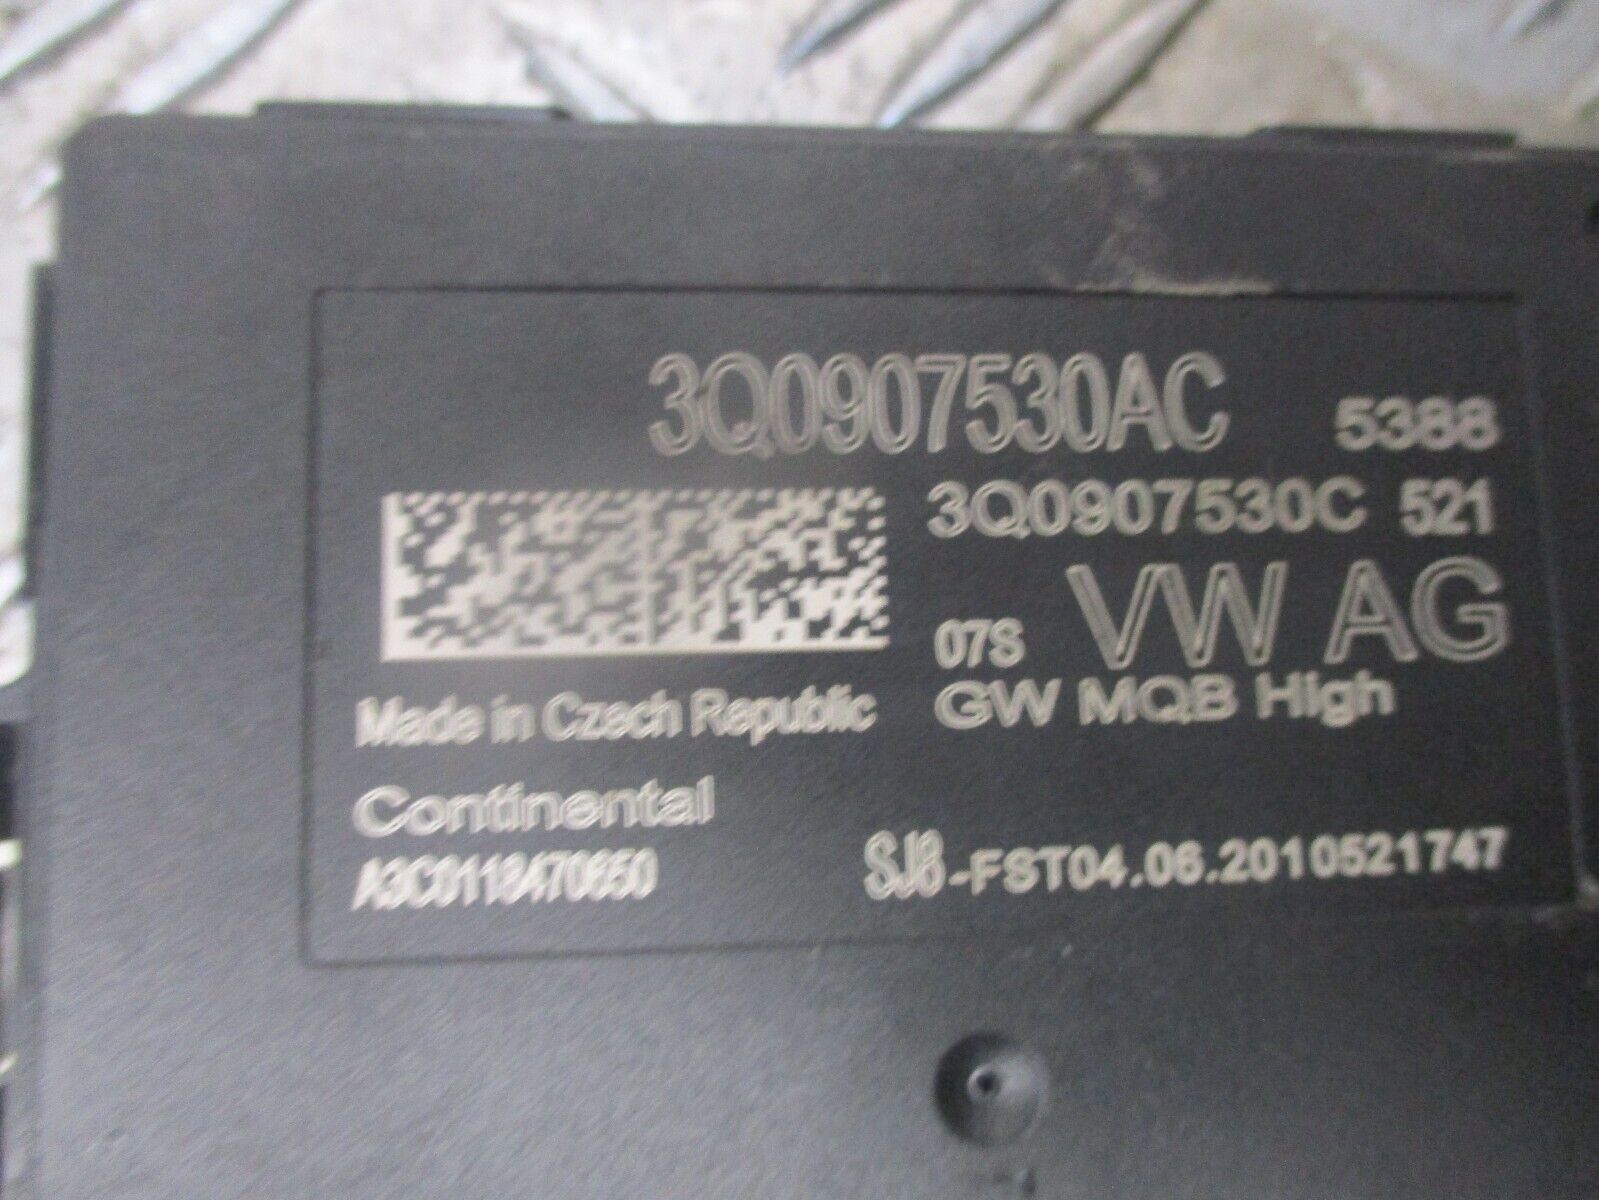 3Q0907530AC 5388
3Q0907530C 521
07S VW AG
GW MQB High
Made in Czech Republic
Continental
A3C0118470650
SJ8-FST04.06.2010521747